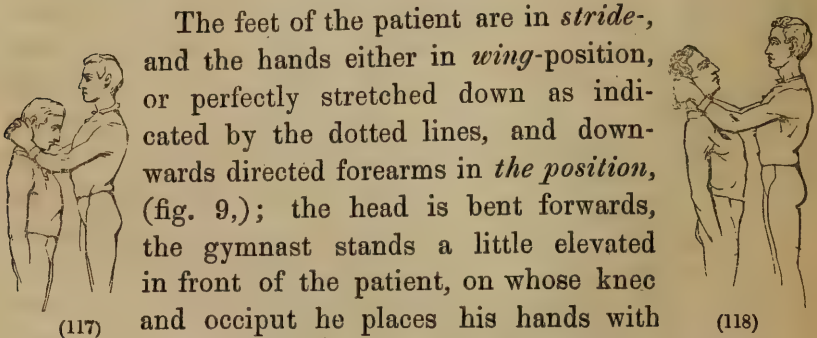 The feet of the patient are in stride-,
and the hands either in wing-position,
or perfectly stretched down as indi-
cated by the dotted lines, and down-
wards directed forearms in the position,
(fig. 9,); the head is bent forwards,
the gymnast stands a little elevated
in front of the patient, on whose knec
and occiput he places his hands with
(117)
(118)